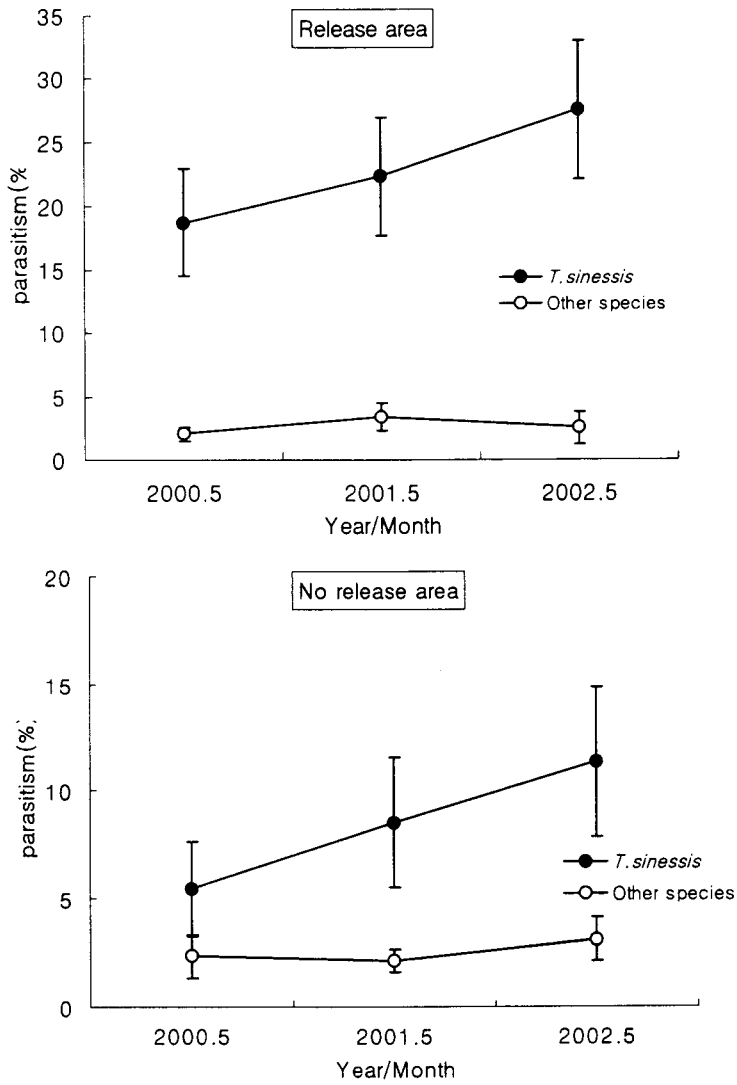 Release area
35
30
25
20
15
10
5
0
parasitism(%
T.sinessis
Other species
2000.5 2001.5 2002.5
Year/Month
No release area
20
15
10
5
0
parasitism(%)
T.sinessis
Other species
2000.5 2001.5 2002.5
Year/Month